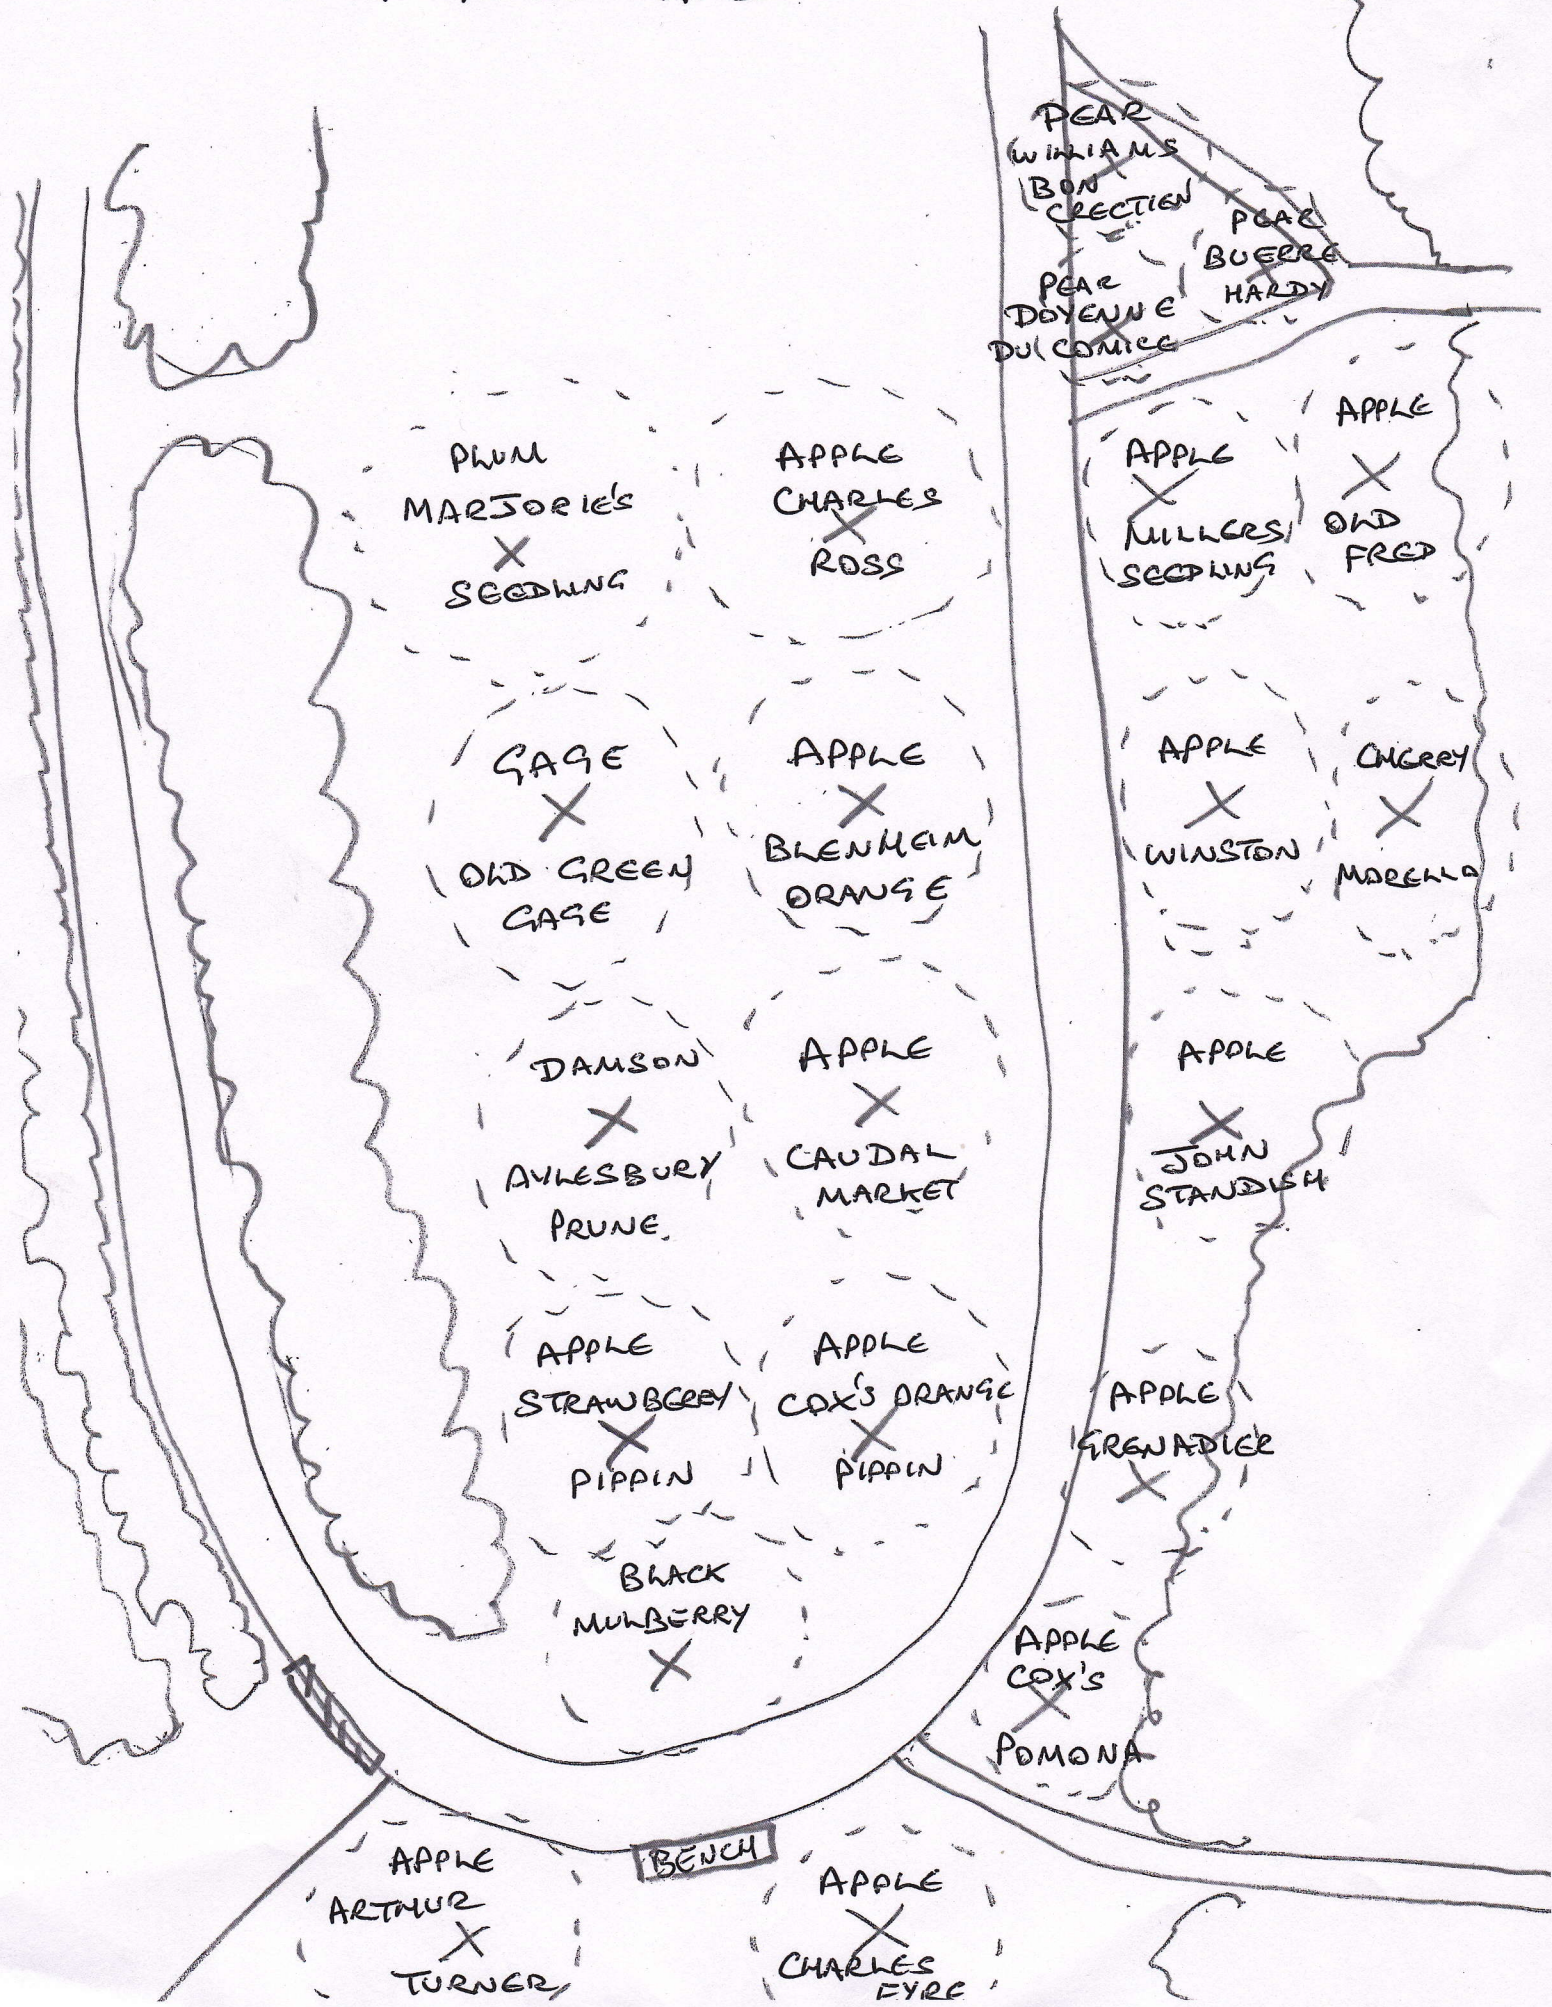 PEAR
WILLIAMS
BON
CRECTIEN
PEAR
BUERRE
HARDY
PEAR
DOYENNE
DU COMICE
PLUM
MARJORIE'S
SEEDLING
APPLE
CHARLES
ROSS
APPLE
MILLERS
SEEDLING
APPLE
OLD
FRED
GAGE
OLD GREEN
GAGE
APPLE
BLENHEIM
ORANGE
APPLE
WINSTON
CHERRY
MORELLO
DAMSON
AYLESBURY
PRUNE.
APPLE
CAUDAL
MARKET
APPLE
JOHN
STANDISH
APPLE
STRAWBERRY
PIPPIN
APPLE
COX'S ORANGE
PIPPIN
APPLE
GRENADIER
BLACK
MULBERRY
APPLE
COX'S
POMONA
BENCH
APPLE
ARTHUR
TURNER
APPLE
CHARLES
EYRE